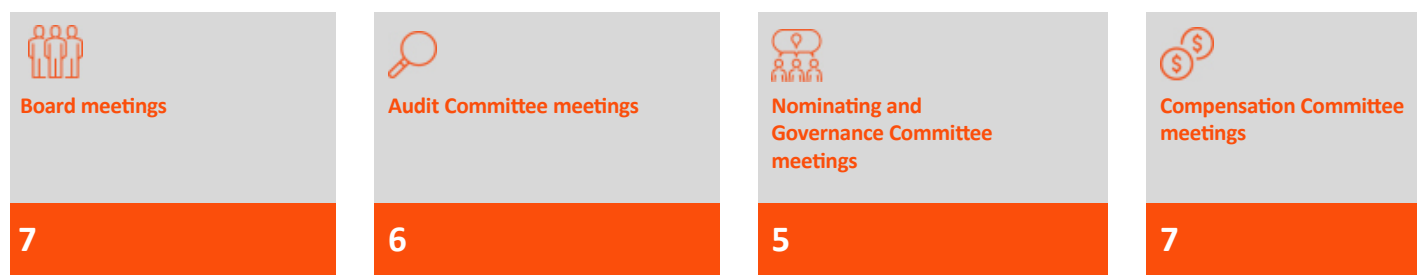 Board meetings
7
Audit Committee meetings
6
Nominating and
Governance Committee
meetings
5
Compensation Committee
meetings
7